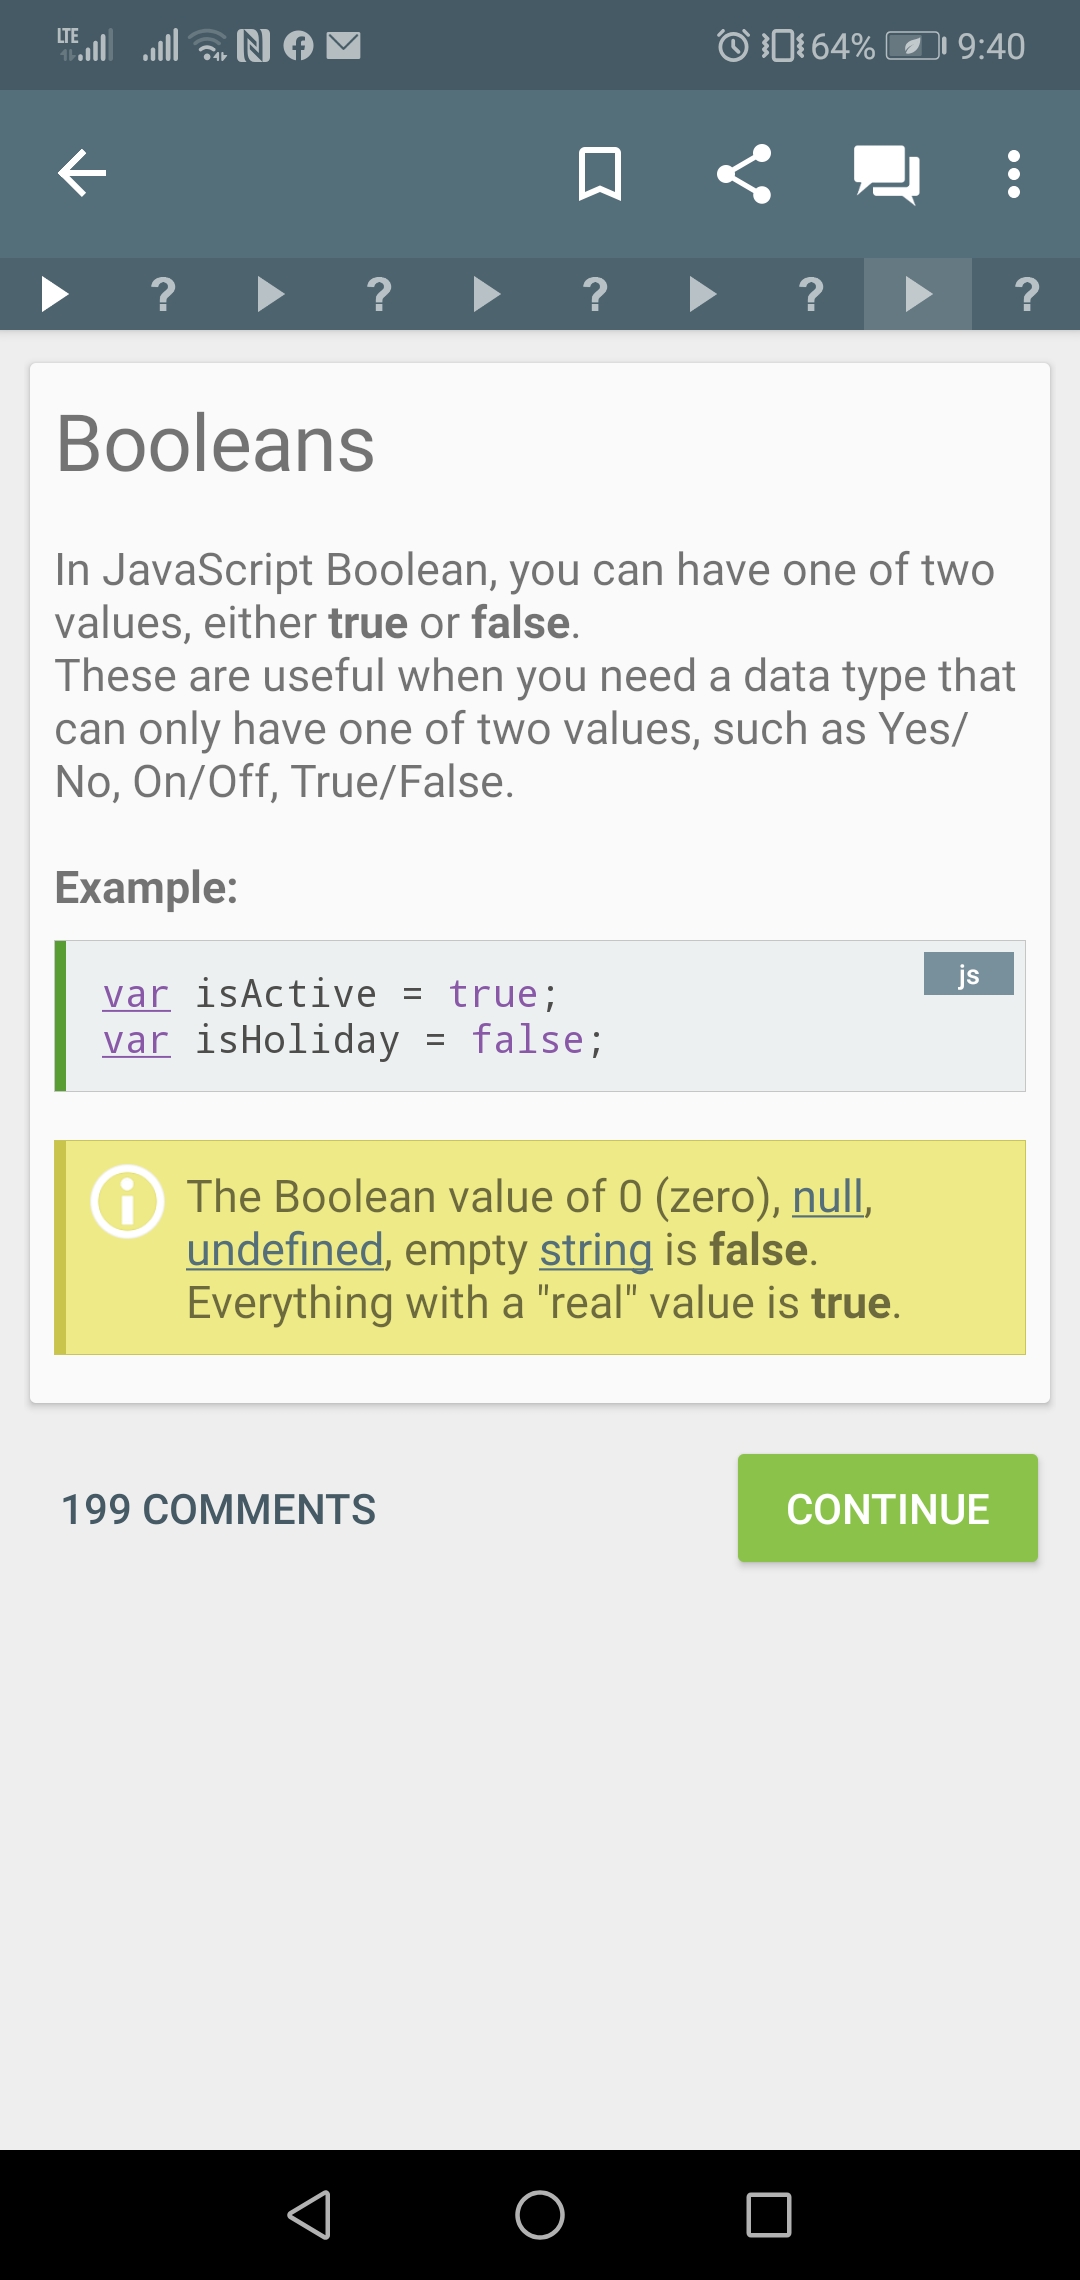 LTE 64% 9:40
? ? ? ? ?
Booleans
In JavaScript Boolean, you can have one of two
values, either true or false.
These are useful when you need a data type that
can only have one of two values, such as Yes/
No, On/Off, True/False.
Example:
js
var isActive = true;
var isHoliday = false;
The Boolean value of 0 (zero), null,
undefined, empty string is false.
Everything with a "real" value is true.
199 COMMENTS
CONTINUE